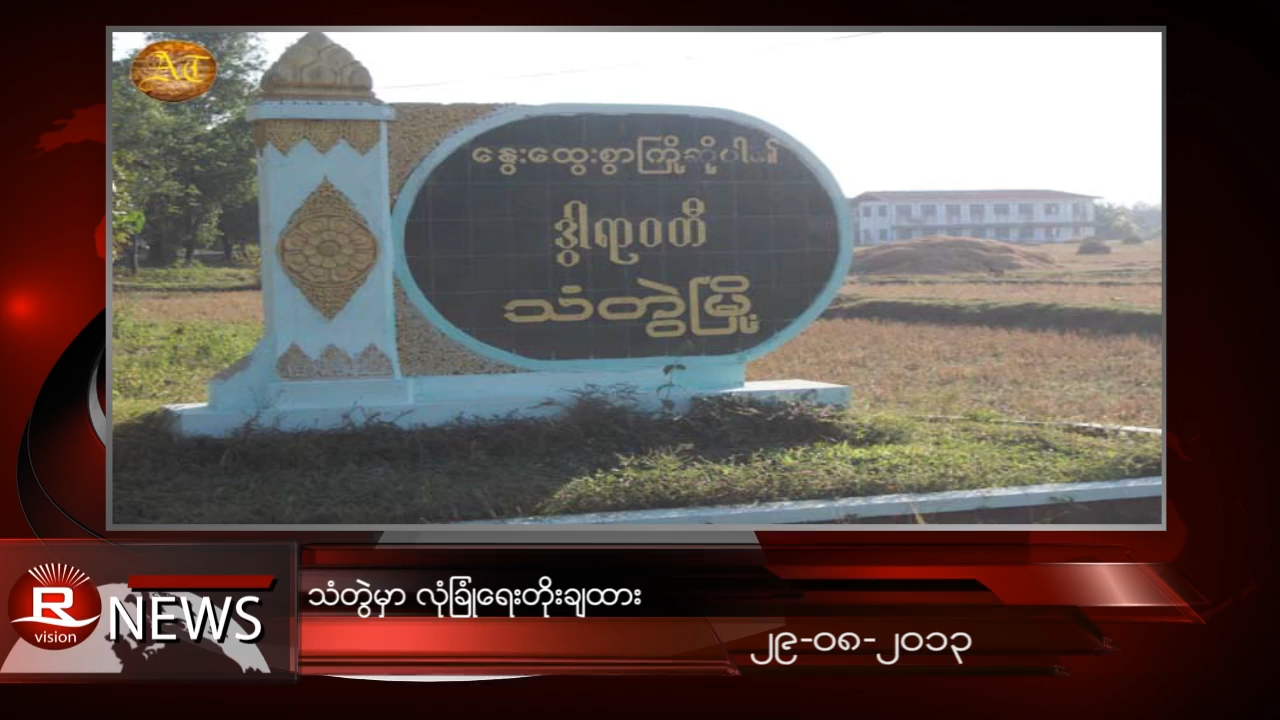 AT
နွေးထွေးစွာကြိုဆိုပါ၏
ဒွါရာဝတီ
သံတွဲမြို့
R
vision
NEWS
သံတွဲမှာ လုံခြုံရေးတိုးချထား
၂၉-၀၈-၂၀၁၃